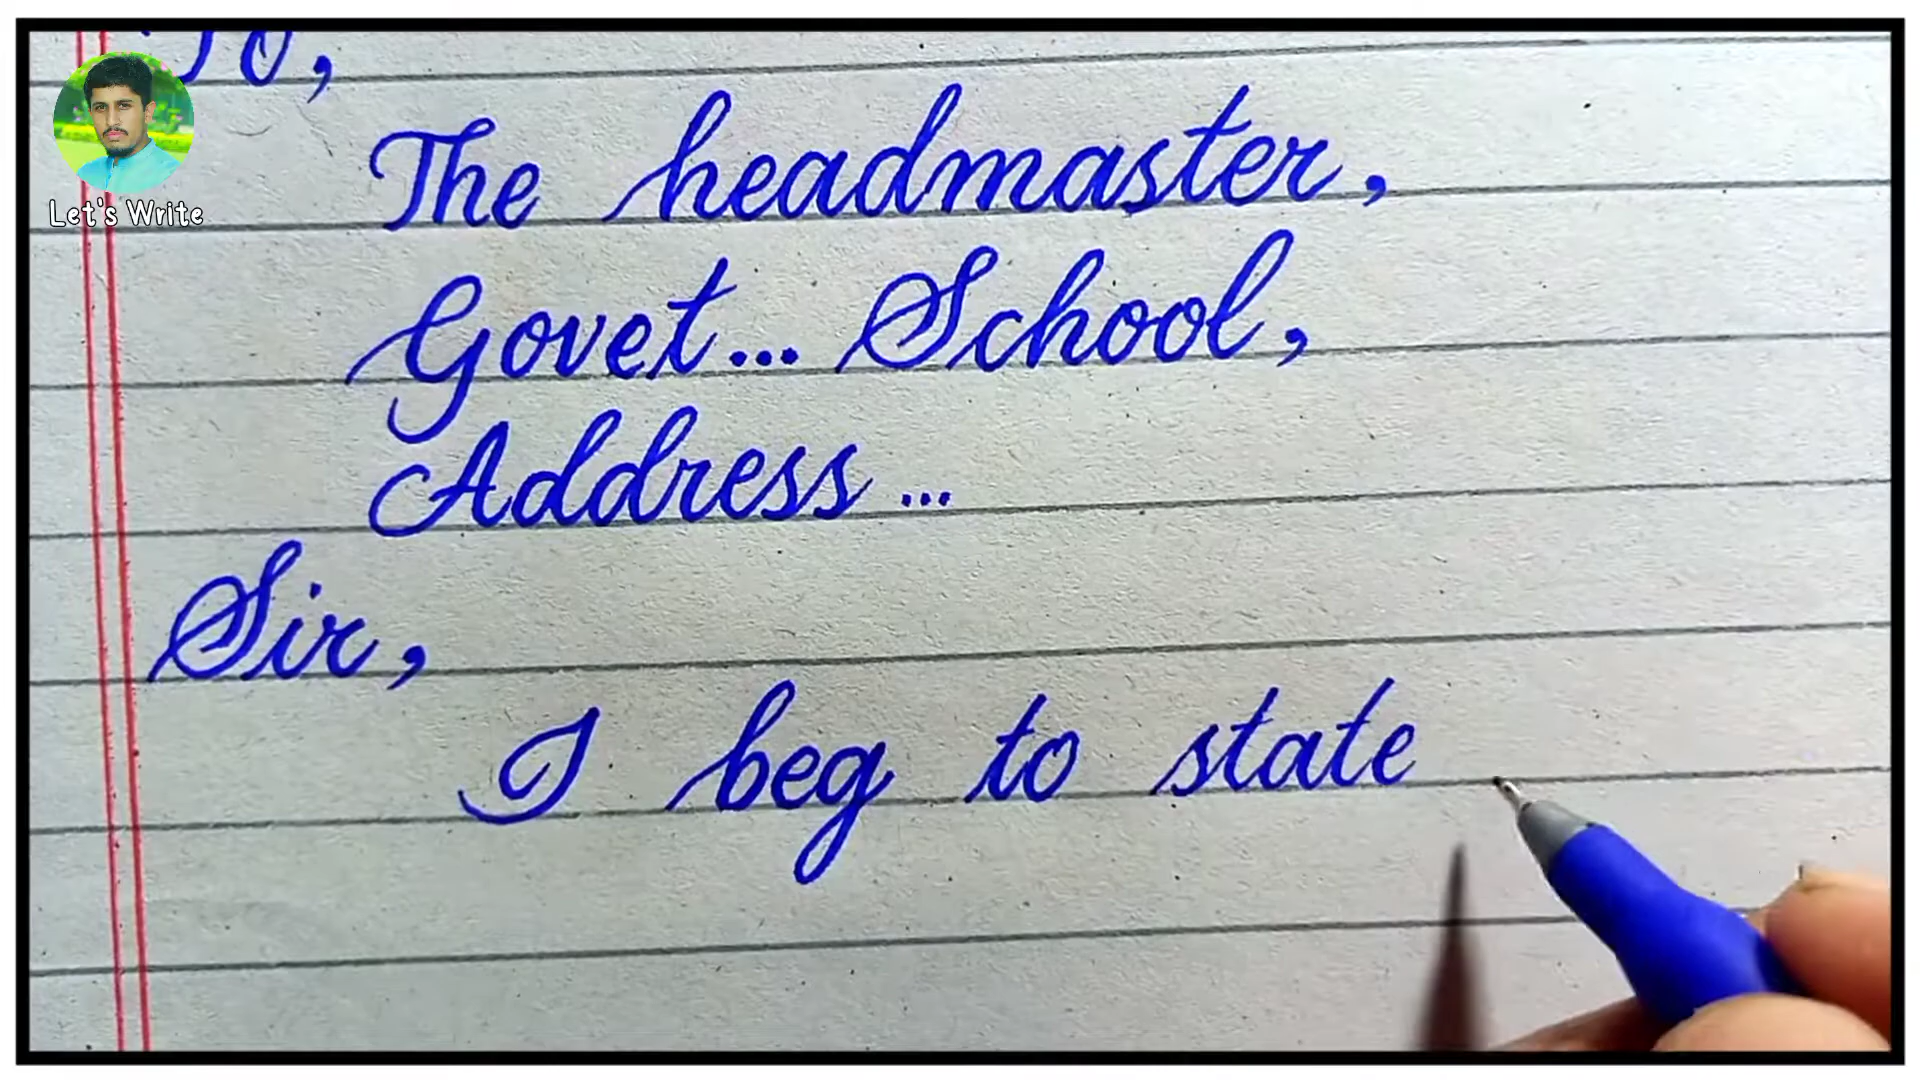 To,
The headmaster,
Let's Write
Govet... School,
Address...
Sir,
I beg to state